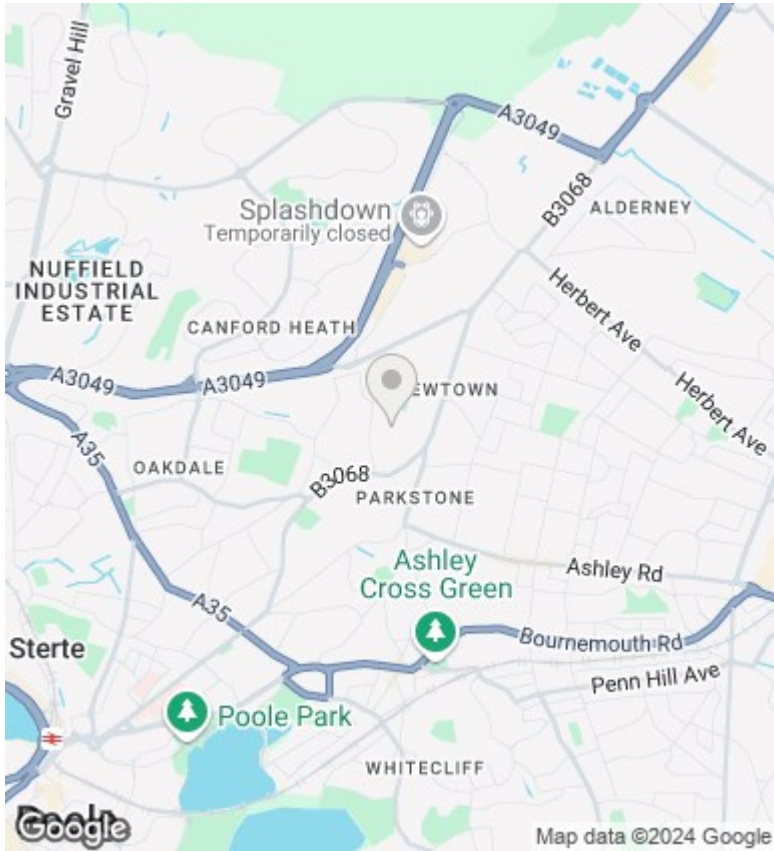 Gravel Hill
A3049
Splashdown
Temporarily closed
B3068
ALDERNEY
NUFFIELD
INDUSTRIAL
ESTATE
Herbert Ave
CANFORD HEATH
A3049
A3049
EWTOWN
Herbert Ave
A35
OAKDALE
B3068
PARKSTONE
Ashley
Cross Green
Ashley Rd
A35
Sterte
Bournemouth Rd
Penn Hill Ave
Poole Park
WHITECLIFF
Poole
Google
Map data ©2024 Google